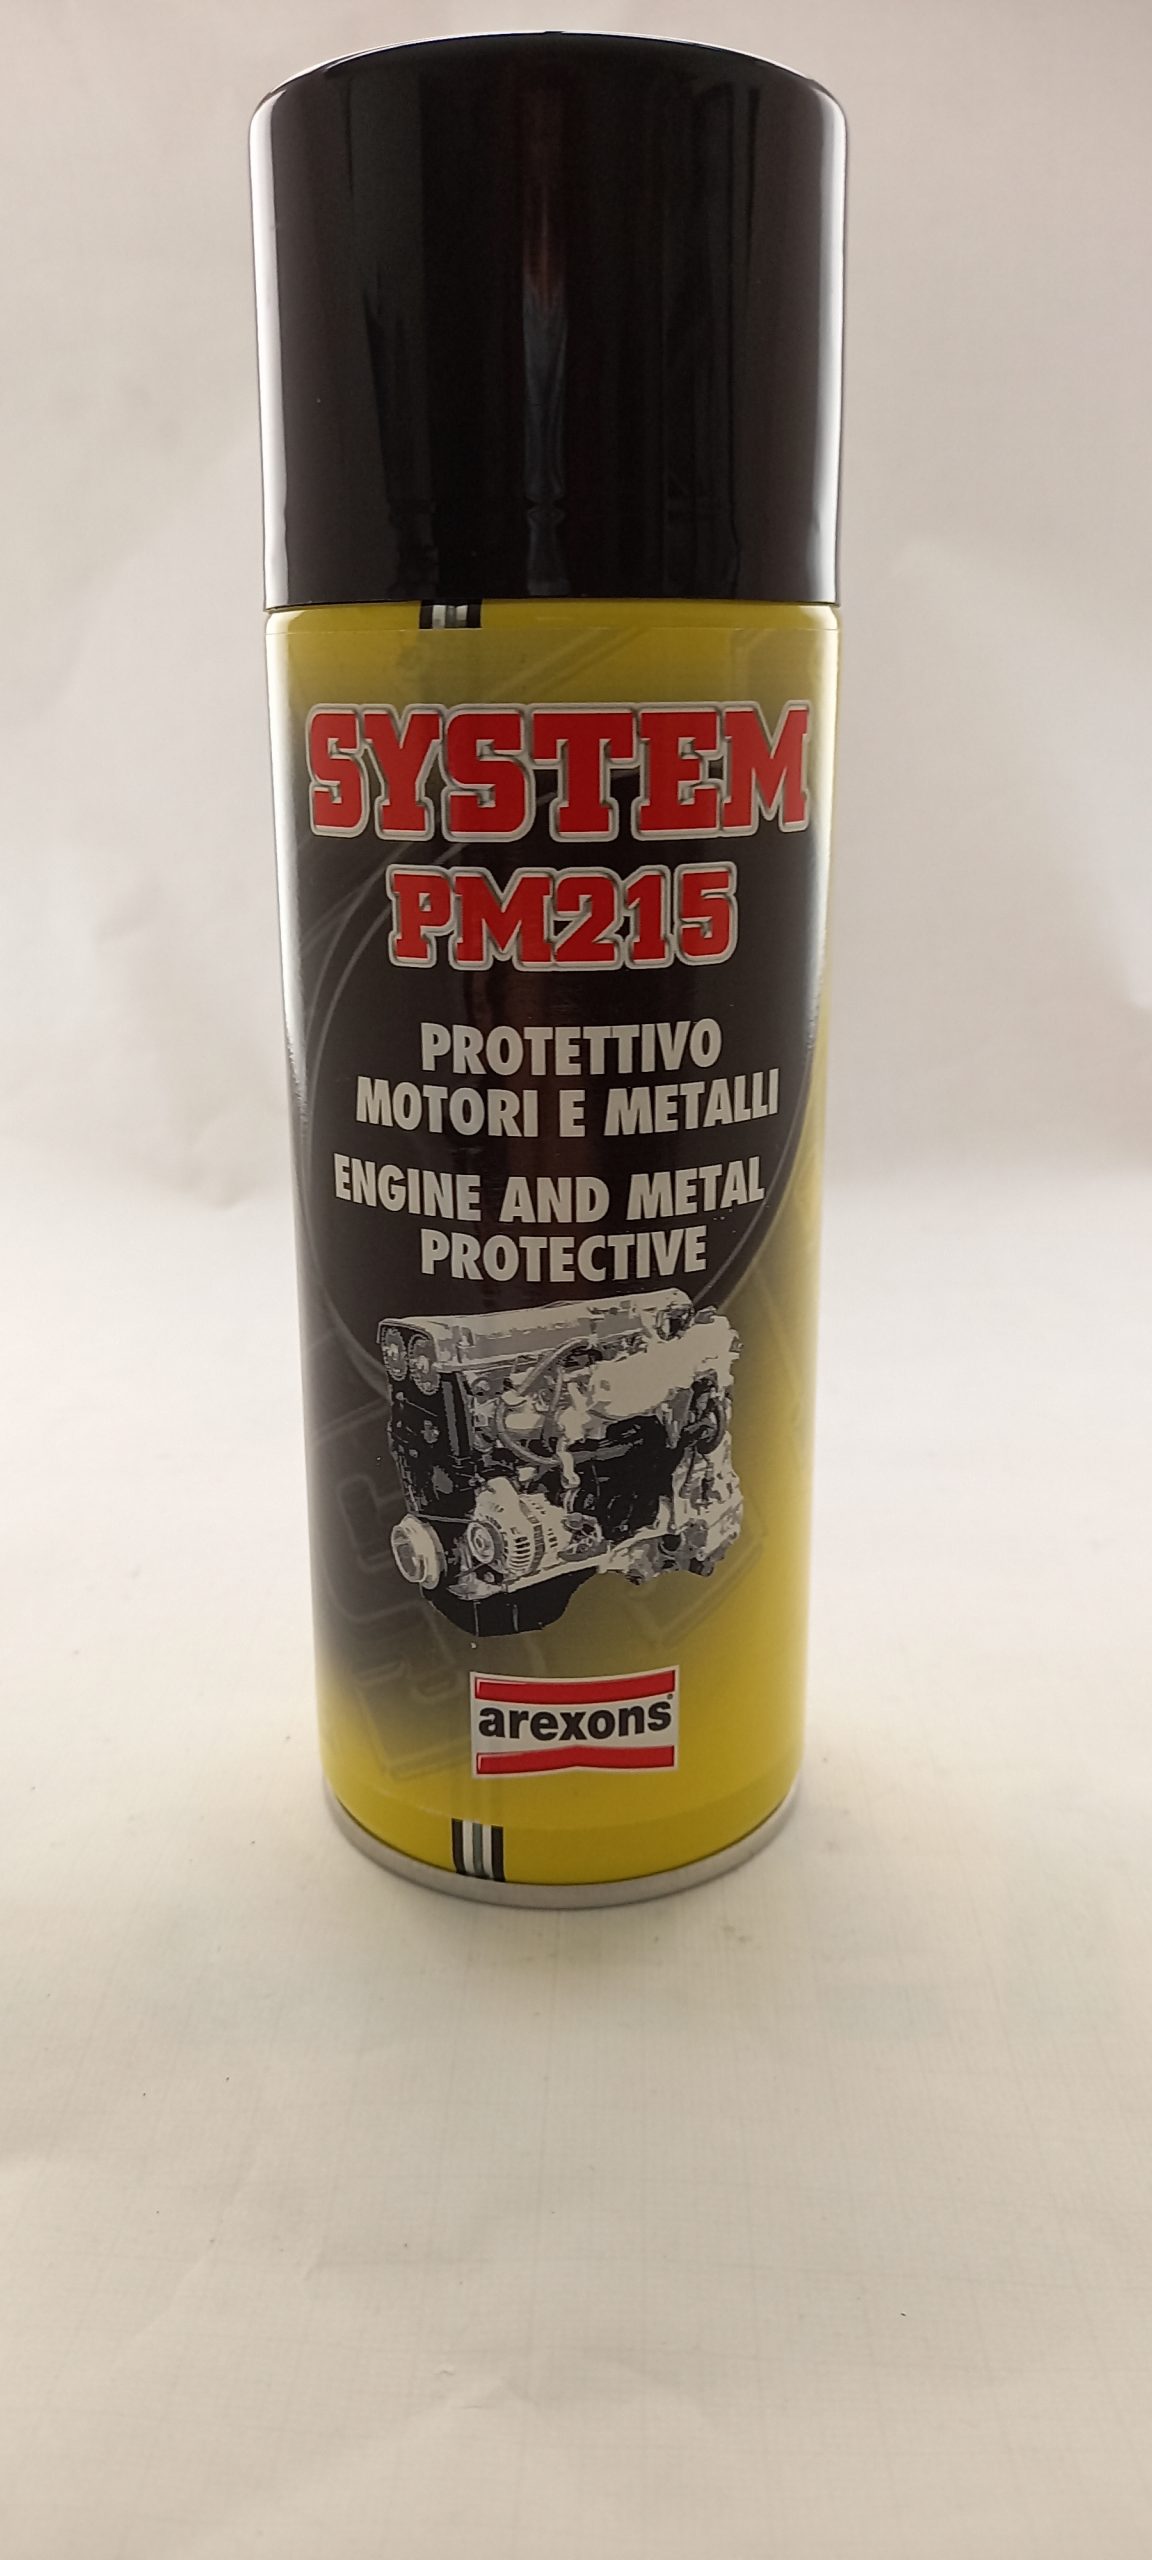 SYSTEM
PM215
PROTETTIVO
MOTORI E METALLI
ENGINE AND METAL
PROTECTIVE
arexons®